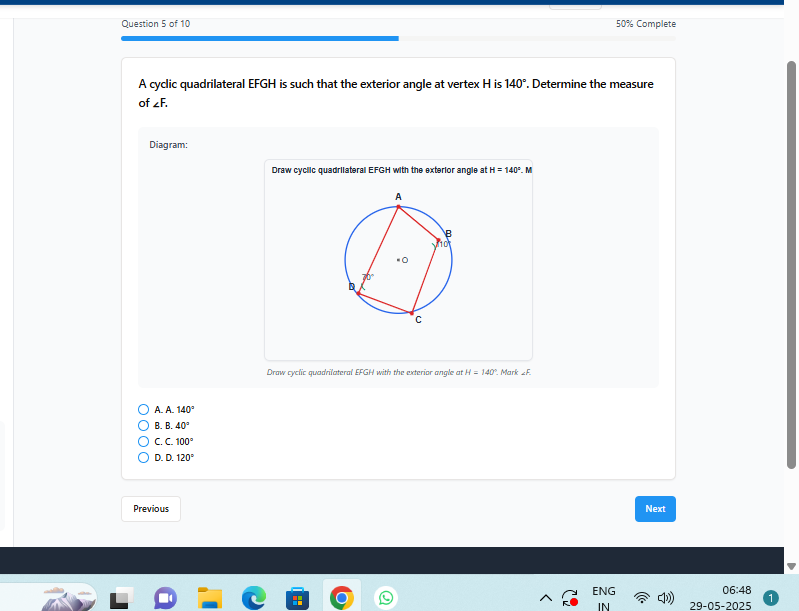 Question 5 of 10
50% Complete
A cyclic quadrilateral EFGH is such that the exterior angle at vertex H is 140°. Determine the measure
of ∠F.
Diagram:
Draw cyclic quadrilateral EFGH with the exterior angle at H = 140°. M
A
B
110°
O
70°
D
C
Draw cyclic quadrilateral EFGH with the exterior angle at H = 140°. Mark ∠F.
A. A. 140°
B. B. 40°
C. C. 100°
D. D. 120°
Previous
Next
ENG
IN
06:48
29-05-2025
1